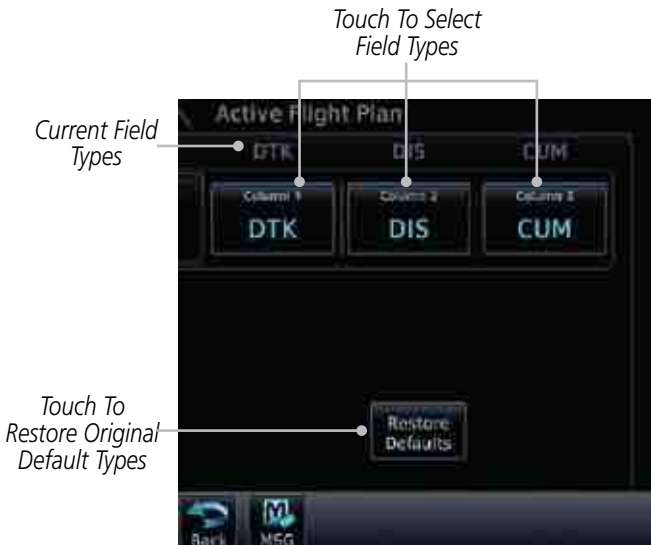 Touch To Select
Field Types
Current Field
Types
Active Flight Plan
DTK DIS CUM
Column 1 Column 2 Column 3
DTK DIS CUM
Touch To
Restore Original
Default Types
Restore
Defaults
Back MSG